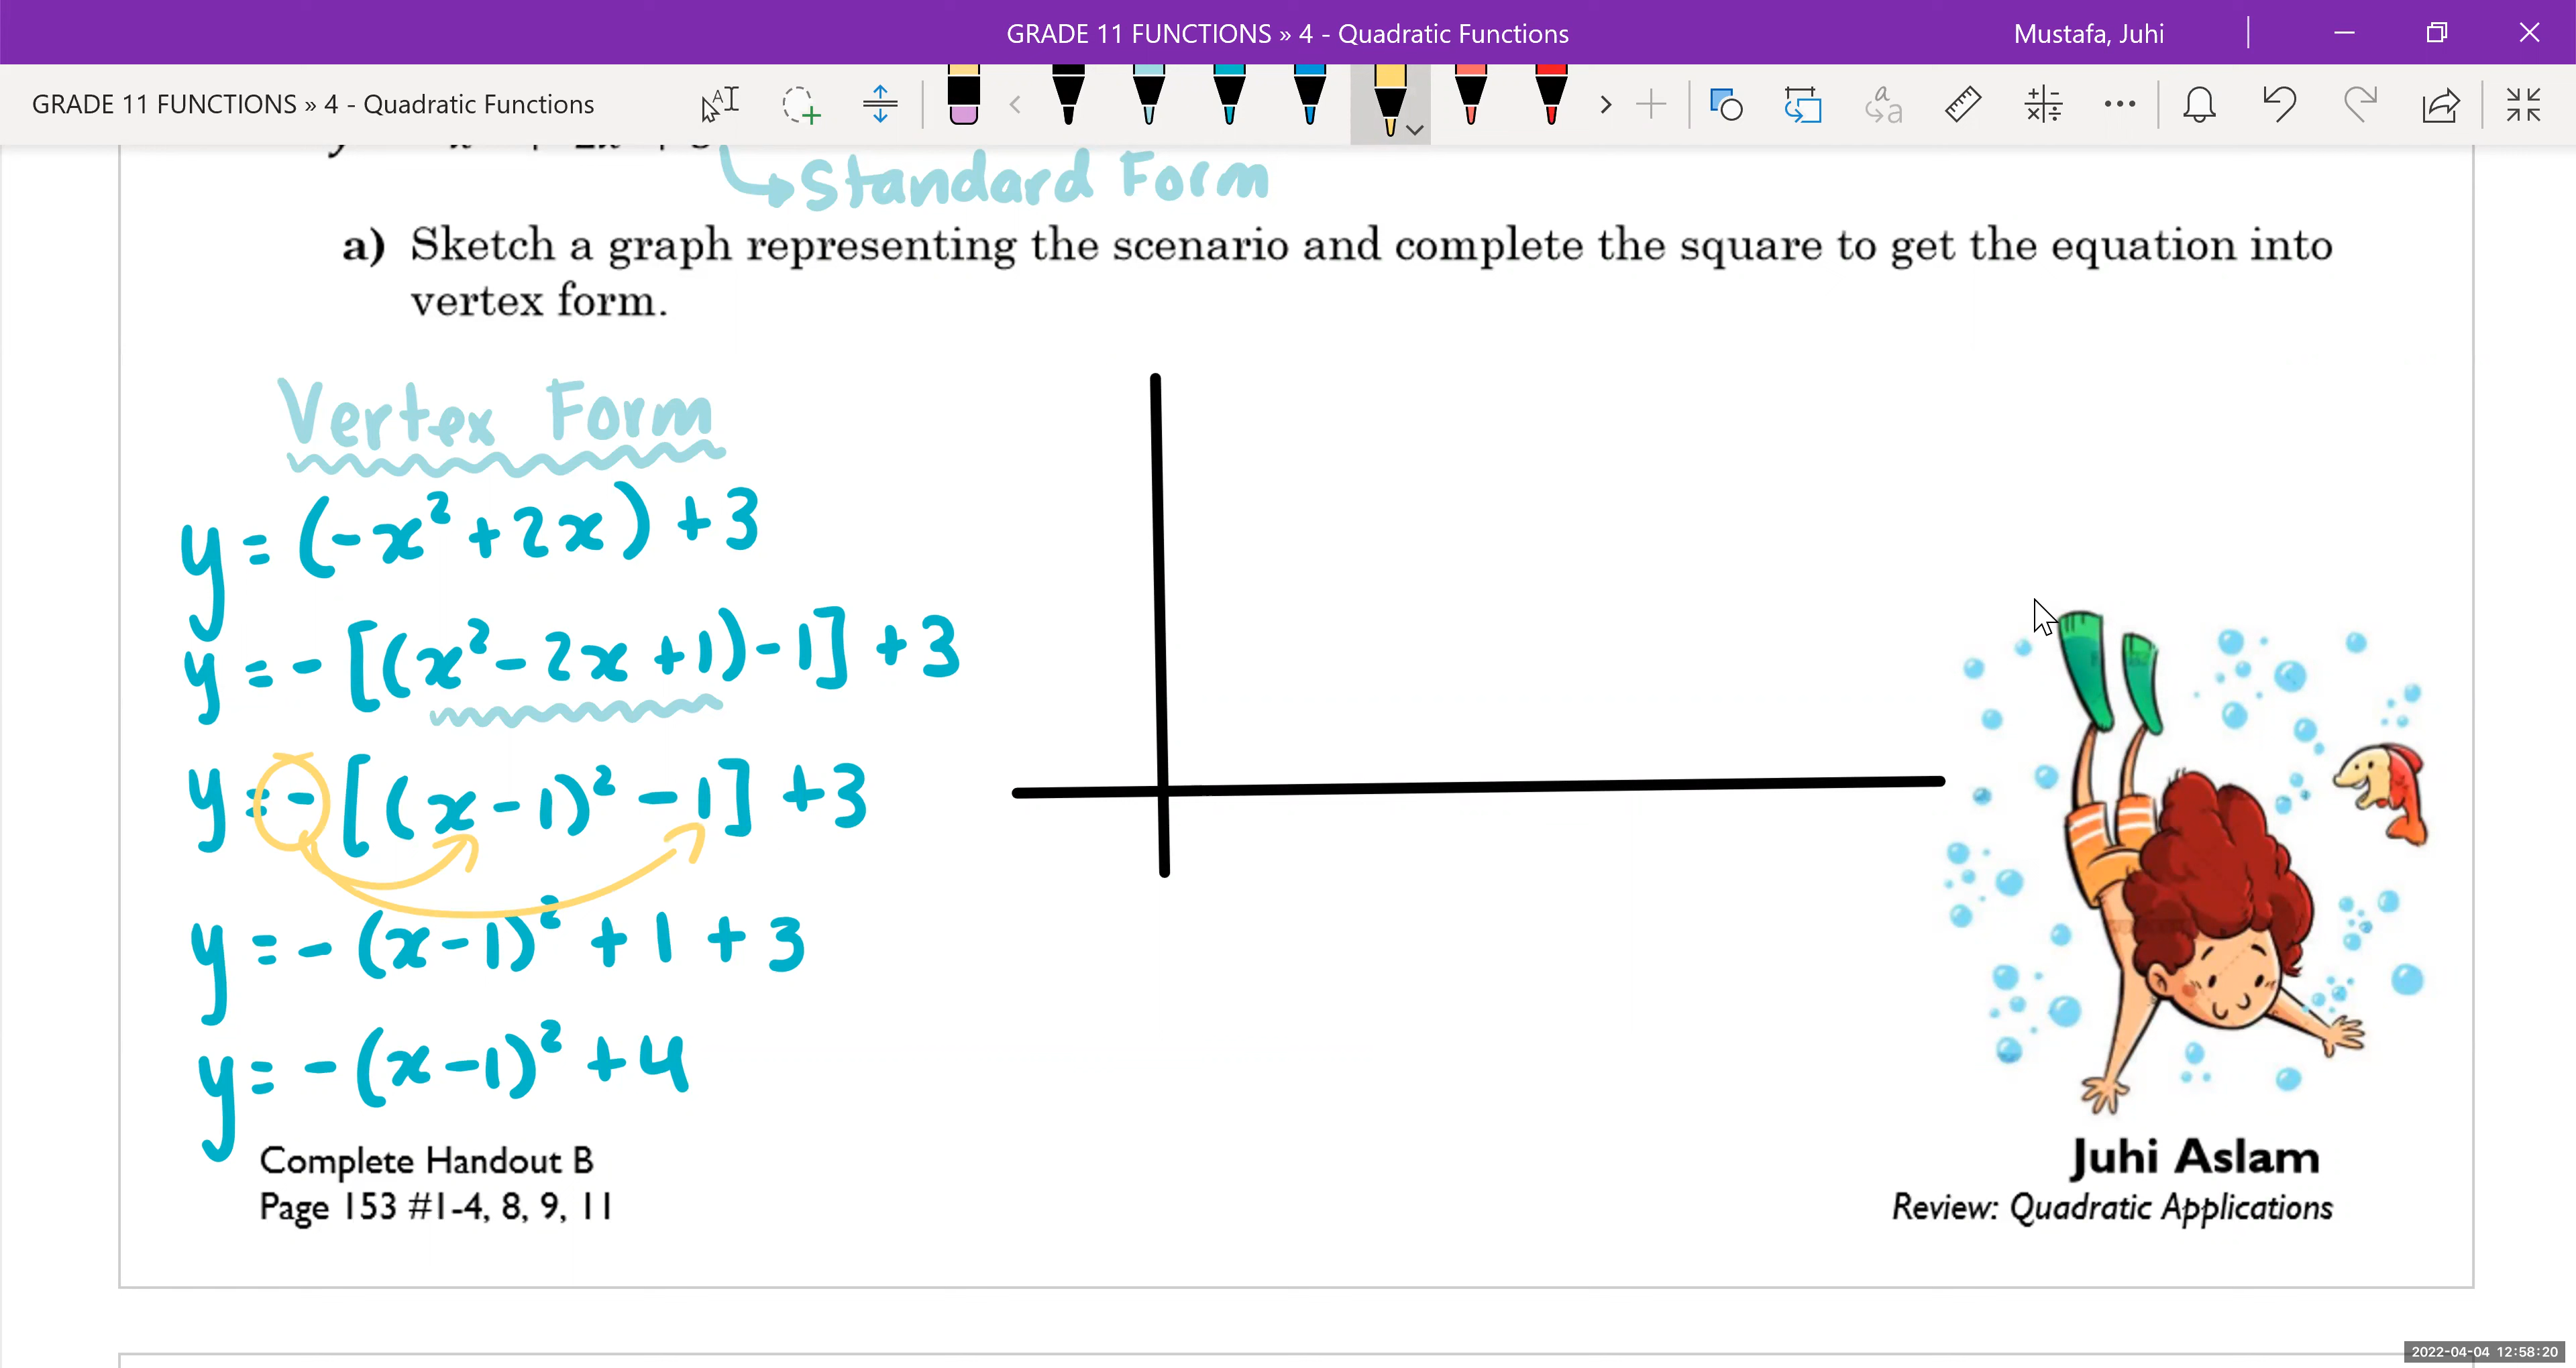 GRADE 11 FUNCTIONS » 4 - Quadratic Functions
Mustafa, Juhi
GRADE 11 FUNCTIONS » 4 - Quadratic Functions
Standard Form
a) Sketch a graph representing the scenario and complete the square to get the equation into
vertex form.
Vertex Form
y = (-x² + 2x) + 3
y = - [(x² - 2x + 1) - 1] + 3
y = - [(x - 1)² - 1] + 3
y = - (x - 1)² + 1 + 3
y = - (x - 1)² + 4
Complete Handout B
Page 153 #1-4, 8, 9, 11
Juhi Aslam
Review: Quadratic Applications
2022-04-04 12:58:20